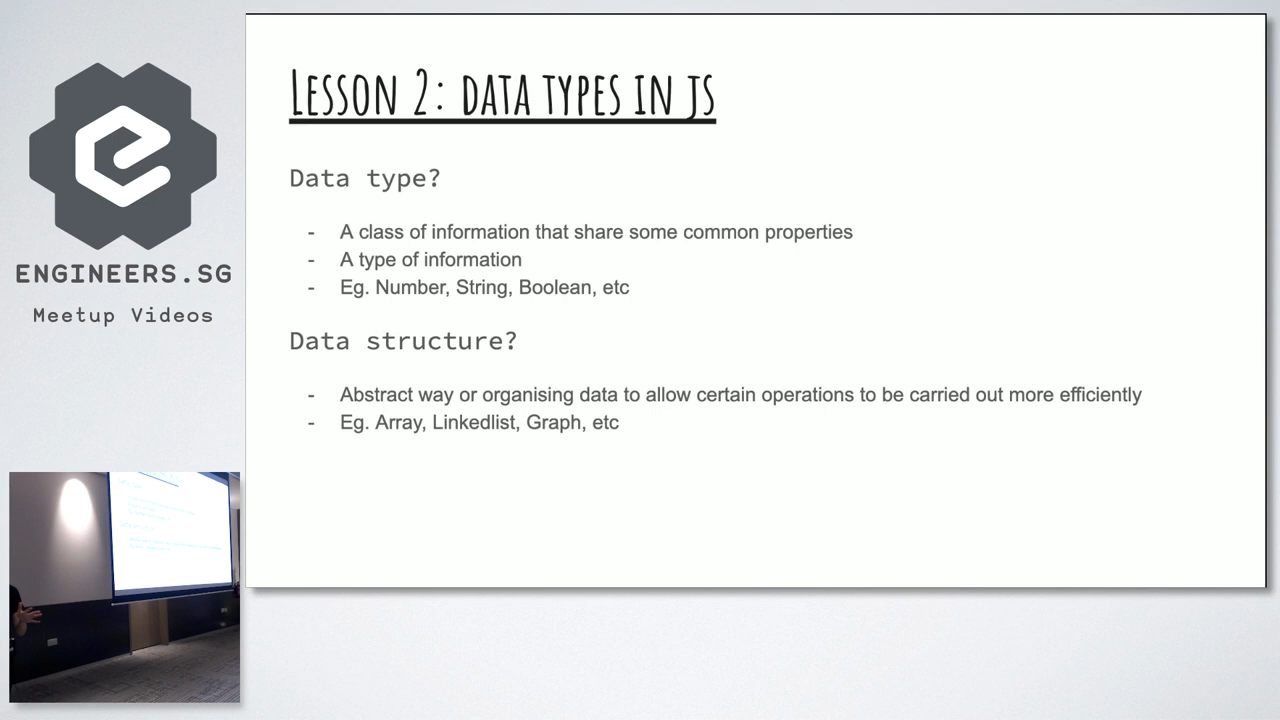 LESSON 2: DATA TYPES IN JS
Data type?
- A class of information that share some common properties
- A type of information
- Eg. Number, String, Boolean, etc
Data structure?
- Abstract way or organising data to allow certain operations to be carried out more efficiently
- Eg. Array, Linkedlist, Graph, etc
ENGINEERS.SG
Meetup Videos